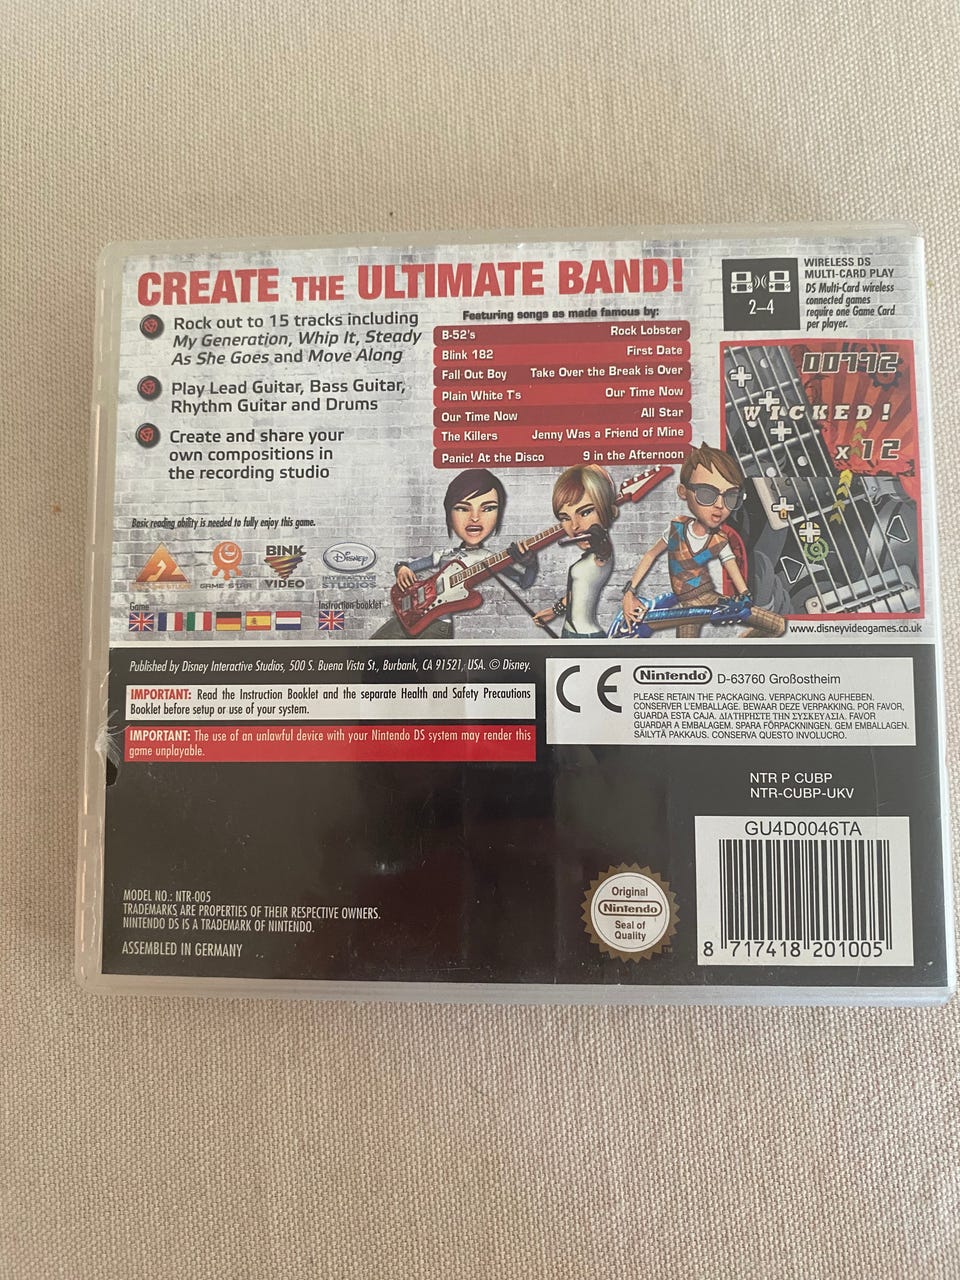 CREATE THE ULTIMATE BAND!
Rock out to 15 tracks including
My Generation, Whip It, Steady
As She Goes and Move Along
Play Lead Guitar, Bass Guitar,
Rhythm Guitar and Drums
Create and share your
own compositions in
the recording studio
Basic reading ability is needed to fully enjoy this game.
Featuring songs as made famous by:
B-52's Rock Lobster
Blink 182 First Date
Fall Out Boy Take Over the Break is Over
Plain White T's Our Time Now
Our Time Now All Star
The Killers Jenny Was a Friend of Mine
Panic! At the Disco 9 in the Afternoon
2–4
WIRELESS DS
MULTI-CARD PLAY
DS Multi-Card wireless
connected games
require one Game Card
per player.
00772
WICKED!
x 12
GAME STAR
BINK
VIDEO
Disney
INTERACTIVE
STUDIOS
Game
Instruction booklet
www.disneyvideogames.co.uk
Published by Disney Interactive Studios, 500 S. Buena Vista St., Burbank, CA 91521, USA. © Disney.
IMPORTANT: Read the Instruction Booklet and the separate Health and Safety Precautions
Booklet before setup or use of your system.
IMPORTANT: The use of an unlawful device with your Nintendo DS system may render this
game unplayable.
CE
Nintendo D-63760 Großostheim
PLEASE RETAIN THE PACKAGING. VERPACKUNG AUFHEBEN.
CONSERVER L'EMBALLAGE. BEWAAR DEZE VERPAKKING. POR FAVOR,
GUARDA ESTA CAJA. ΔΙΑΤΗΡΗΣΤΕ ΤΗΝ ΣΥΣΚΕΥΑΣΙΑ. FAVOR
GUARDAR A EMBALAGEM. SPARA FÖRPACKNINGEN. GEM EMBALLAGEN.
SÄILYTÄ PAKKAUS. CONSERVA QUESTO INVOLUCRO.
NTR P CUBP
NTR-CUBP-UKV
GU4D0046TA
8 717418 201005
Original
Nintendo
Seal of
Quality
MODEL NO.: NTR-005
TRADEMARKS ARE PROPERTIES OF THEIR RESPECTIVE OWNERS.
NINTENDO DS IS A TRADEMARK OF NINTENDO.
ASSEMBLED IN GERMANY